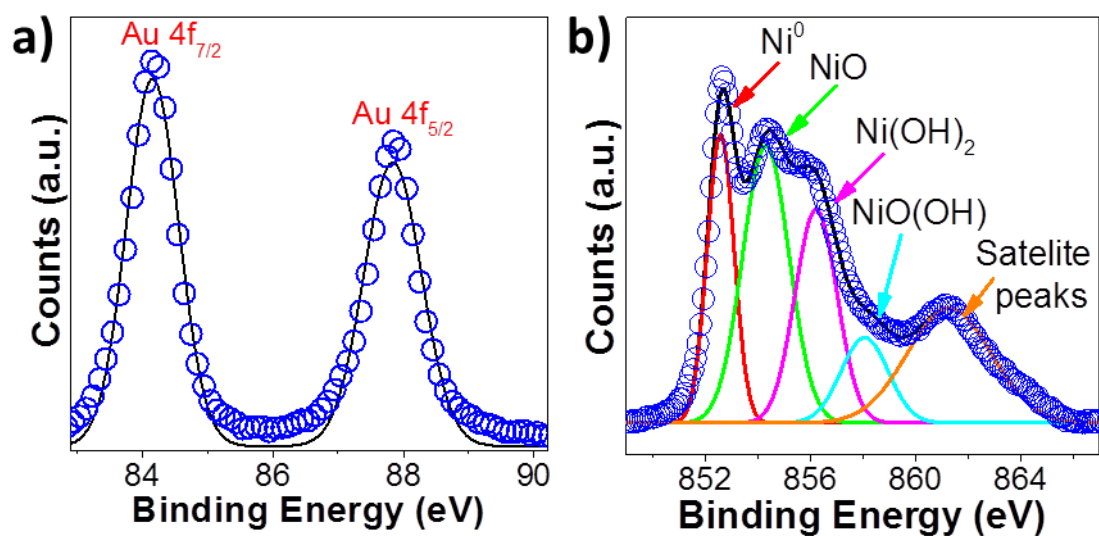 a)
Au 4f7/2
Au 4f5/2
Counts (a.u.)
84 86 88 90
Binding Energy (eV)
b)
Ni0
NiO
Ni(OH)2
NiO(OH)
Satelite
peaks
Counts (a.u.)
852 856 860 864
Binding Energy (eV)